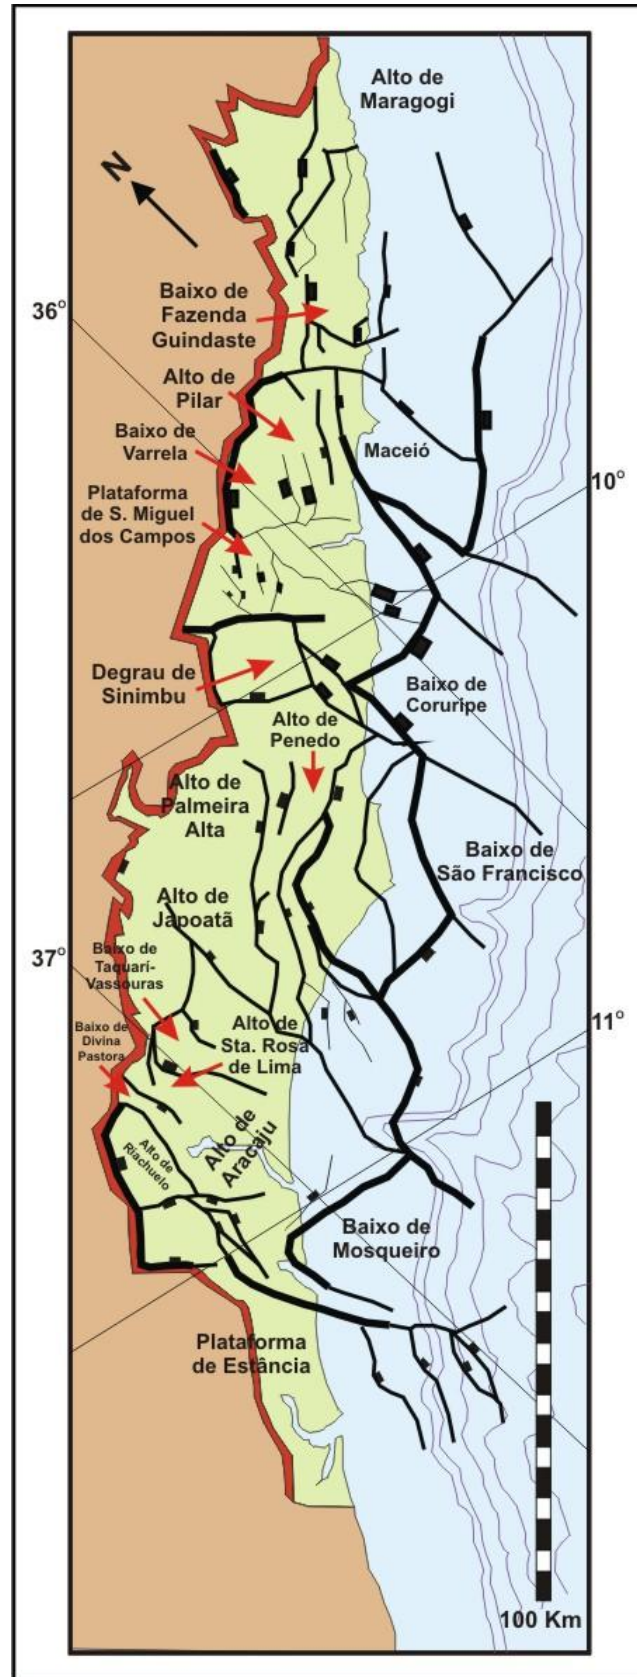 Alto de
Maragogi
N
Baixo de
Fazenda
Guindaste
36°
Alto de
Pilar
Baixo de
Varrela
Maceió
Plataforma
de S. Miguel
dos Campos
10°
Degrau de
Sinimbu
Baixo de
Coruripe
Alto de
Penedo
Alto de
Palmeira
Alta
Baixo de
São Francisco
Alto de
Japoatã
37°
Baixo de
Taquari-
Vassouras
11°
Baixo de
Divina
Pastora
Alto de
Sta. Rosa
de Lima
Alto de
Riachuelo
Alto de
Aracaju
Baixo de
Mosqueiro
Plataforma
de Estância
100 Km